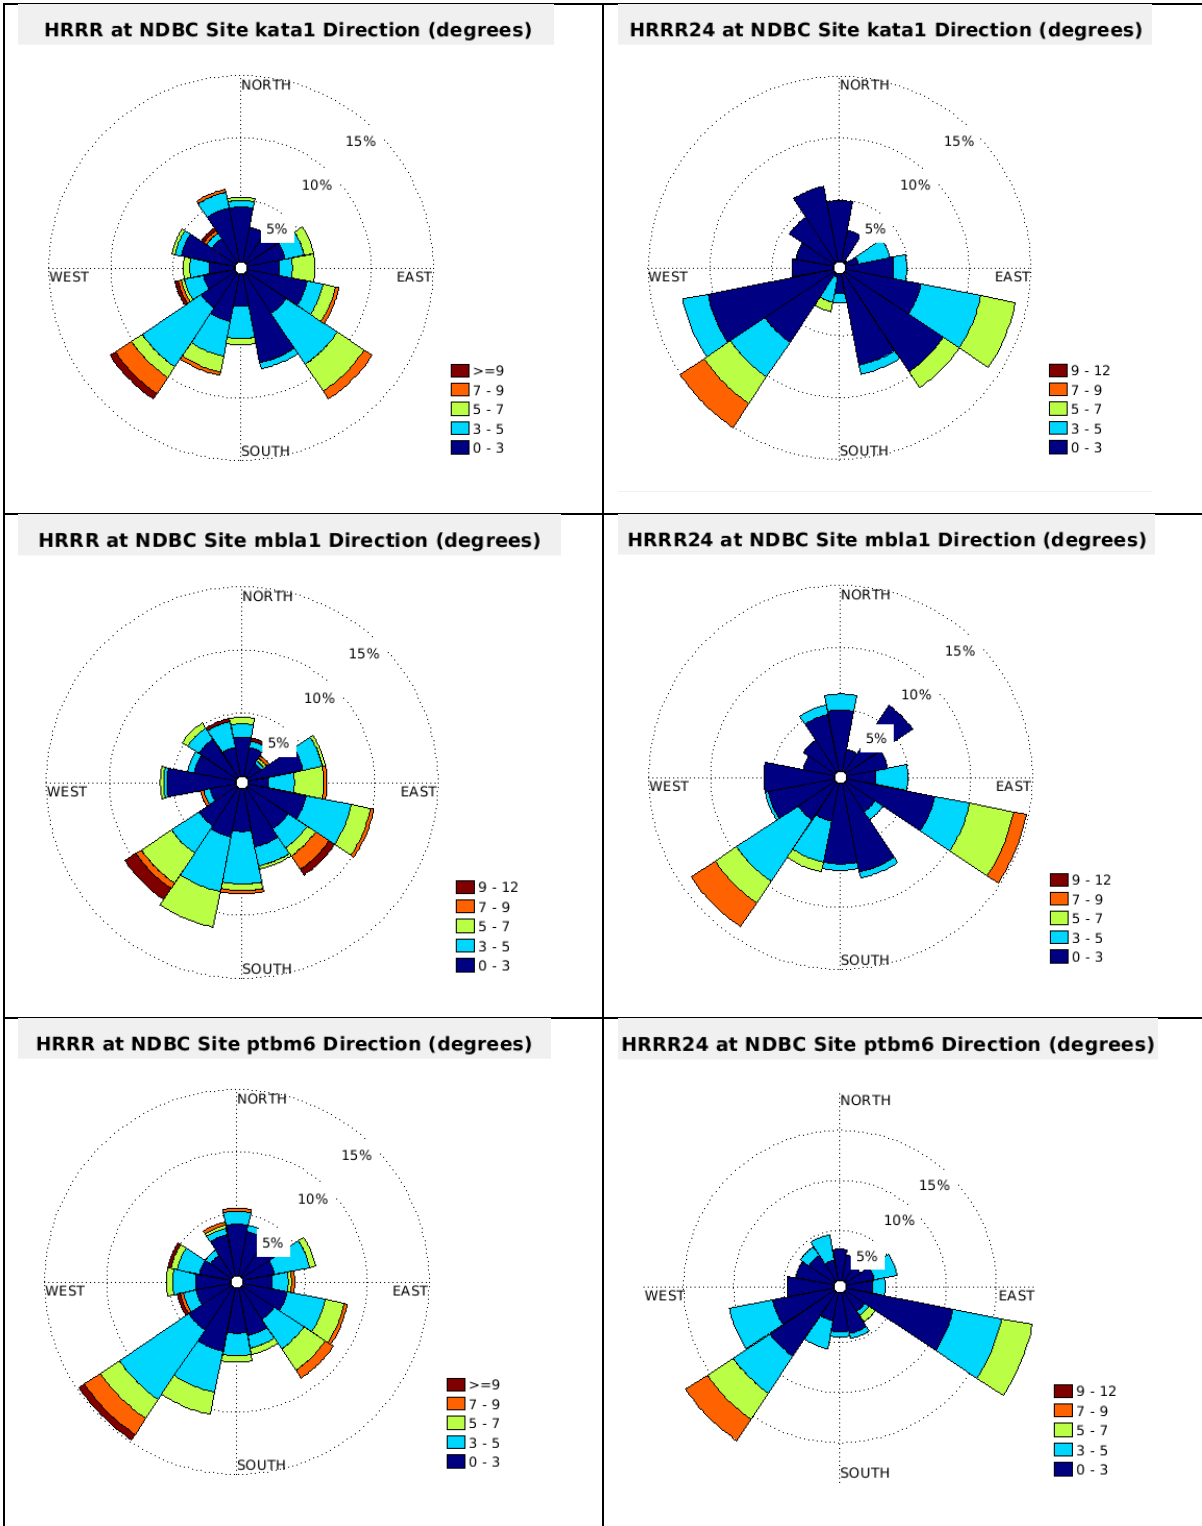 HRRR at NDBC Site kata1 Direction (degrees)
NORTH
15%
10%
5%
WEST
EAST
SOUTH
>=9
7 - 9
5 - 7
3 - 5
0 - 3
HRRR24 at NDBC Site kata1 Direction (degrees)
NORTH
15%
10%
5%
WEST
EAST
SOUTH
9 - 12
7 - 9
5 - 7
3 - 5
0 - 3
HRRR at NDBC Site mbla1 Direction (degrees)
NORTH
15%
10%
5%
WEST
EAST
SOUTH
9 - 12
7 - 9
5 - 7
3 - 5
0 - 3
HRRR24 at NDBC Site mbla1 Direction (degrees)
NORTH
15%
10%
5%
WEST
EAST
SOUTH
9 - 12
7 - 9
5 - 7
3 - 5
0 - 3
HRRR at NDBC Site ptbm6 Direction (degrees)
NORTH
15%
10%
5%
WEST
EAST
SOUTH
>=9
7 - 9
5 - 7
3 - 5
0 - 3
HRRR24 at NDBC Site ptbm6 Direction (degrees)
NORTH
15%
10%
5%
WEST
EAST
SOUTH
9 - 12
7 - 9
5 - 7
3 - 5
0 - 3